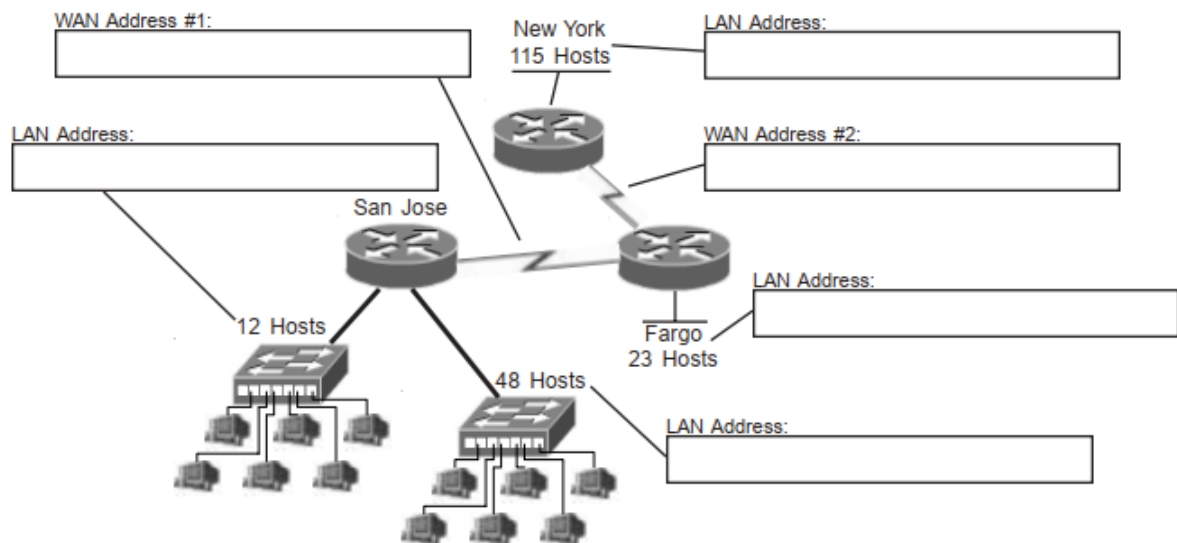 WAN Address #1:
New York
115 Hosts
LAN Address:
LAN Address:
WAN Address #2:
San Jose
LAN Address:
12 Hosts
Fargo
23 Hosts
48 Hosts
LAN Address: